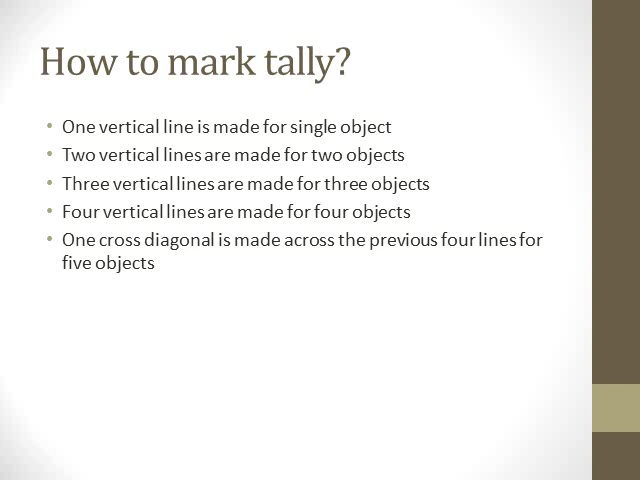 How to mark tally?
• One vertical line is made for single object
• Two vertical lines are made for two objects
• Three vertical lines are made for three objects
• Four vertical lines are made for four objects
• One cross diagonal is made across the previous four lines for
five objects